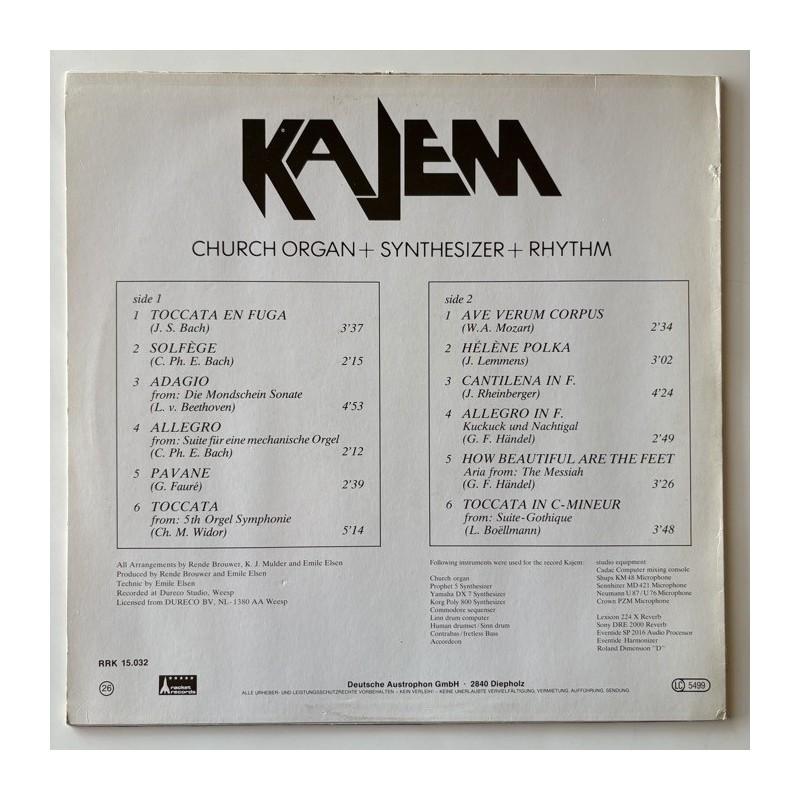 KAJEM
CHURCH ORGAN + SYNTHESIZER + RHYTHM
side 1
1 TOCCATA EN FUGA
(J. S. Bach) 3'37
2 SOLFÈGE
(C. Ph. E. Bach) 2'15
3 ADAGIO
from: Die Mondschein Sonate
(L. v. Beethoven) 4'53
4 ALLEGRO
from: Suite für eine mechanische Orgel
(C. Ph. E. Bach) 2'12
5 PAVANE
(G. Fauré) 2'39
6 TOCCATA
from: 5th Orgel Symphonie
(Ch. M. Widor) 5'14
side 2
1 AVE VERUM CORPUS
(W. A. Mozart) 2'34
2 HÉLÈNE POLKA
(J. Lemmens) 3'02
3 CANTILENA IN F.
(J. Rheinberger) 4'24
4 ALLEGRO IN F.
Kuckuck und Nachtigal
(G. F. Händel) 2'49
5 HOW BEAUTIFUL ARE THE FEET
Aria from: The Messiah
(G. F. Händel) 3'26
6 TOCCATA IN C-MINEUR
from: Suite-Gothique
(L. Boëllmann) 3'48
All Arrangements by Rende Brouwer, K. J. Mulder and Emile Elsen
Produced by Rende Brouwer and Emile Elsen
Technic by Emile Elsen
Recorded at Dureco Studio, Weesp
Licensed from DURECO BV, NL-1380 AA Weesp
Following instruments were used for the record Kajem:
Church organ
Prophet 5 Synthesizer
Yamaha DX 7 Synthesizer
Korg Poly 800 Synthesizer
Commodore sequenser
Linn drum computer
Human drumset / Sinn drum
Contrabas / fretless Bass
Accordeon
studio equipment
Cadac Computer mixing console
Shups KM 48 Microphone
Sennhizer MD 421 Microphone
Neumann U 87 / U 76 Microphone
Crown PZM Microphone
Lexicon 224 X Reverb
Sony DRE 2000 Reverb
Eventide SP 2016 Audio Processor
Eventide Harmonizer
Roland Dimension "D"
RRK 15.032
26
racket records
Deutsche Austrophon GmbH · 2840 Diepholz
ALLE URHEBER- UND LEISTUNGSSCHUTZRECHTE VORBEHALTEN – KEIN VERLEIH! – KEINE UNERLAUBTE VERVIELFÄLTIGUNG, VERMIETUNG, AUFFÜHRUNG, SENDUNG.
LC 5499